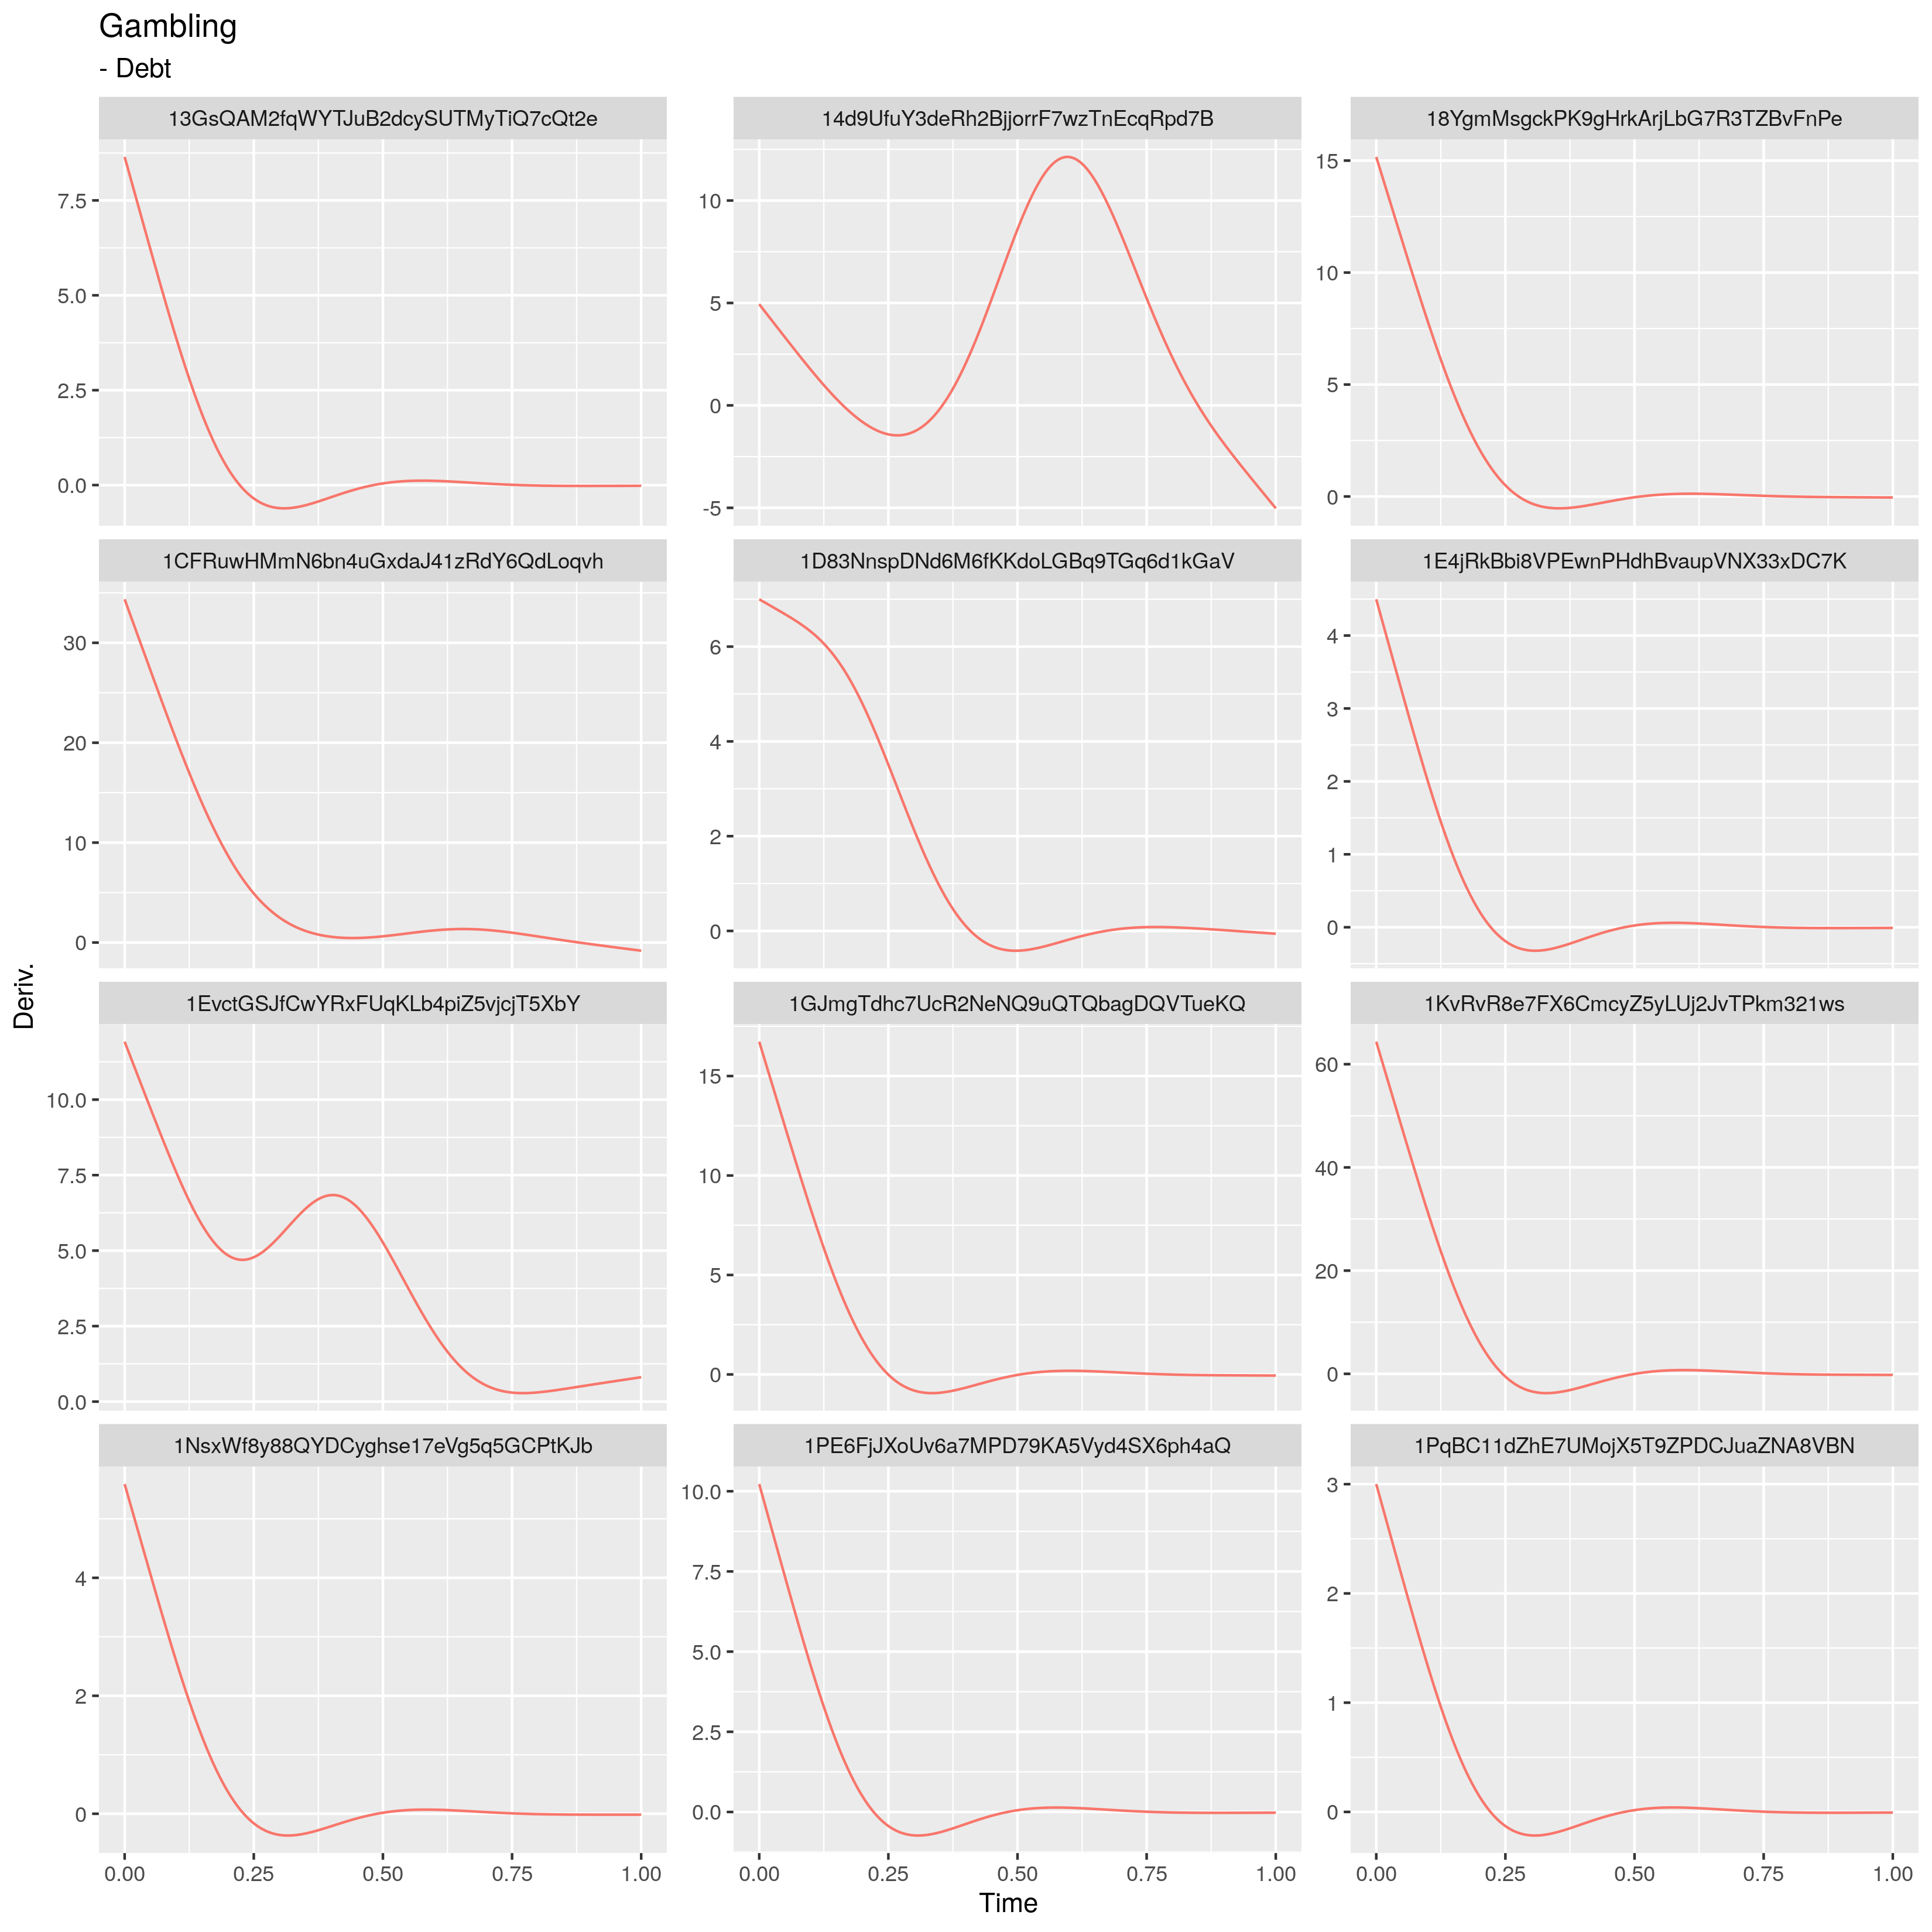 Gambling
- Debt
13GsQAM2fqWYTJuB2dcySUTMyTiQ7cQt2e
14d9UfuY3deRh2BjjorrF7wzTnEcqRpd7B
18YgmMsgckPK9gHrkArjLbG7R3TZBvFnPe
7.5
5.0
2.5
0.0
10
5
0
-5
15
10
5
0
1CFRuwHMmN6bn4uGxdaJ41zRdY6QdLoqvh
1D83NnspDNd6M6fKKdoLGBq9TGq6d1kGaV
1E4jRkBbi8VPEwnPHdhBvaupVNX33xDC7K
30
20
10
0
6
4
2
0
4
3
2
1
0
Deriv.
1EvctGSJfCwYRxFUqKLb4piZ5vjcjT5XbY
1GJmgTdhc7UcR2NeNQ9uQTQbagDQVTueKQ
1KvRvR8e7FX6CmcyZ5yLUj2JvTPkm321ws
10.0
7.5
5.0
2.5
0.0
15
10
5
0
60
40
20
0
1NsxWf8y88QYDCyghse17eVg5q5GCPtKJb
1PE6FjJXoUv6a7MPD79KA5Vyd4SX6ph4aQ
1PqBC11dZhE7UMojX5T9ZPDCJuaZNA8VBN
4
2
0
10.0
7.5
5.0
2.5
0.0
3
2
1
0
0.00 0.25 0.50 0.75 1.00
0.00 0.25 0.50 0.75 1.00
0.00 0.25 0.50 0.75 1.00
Time